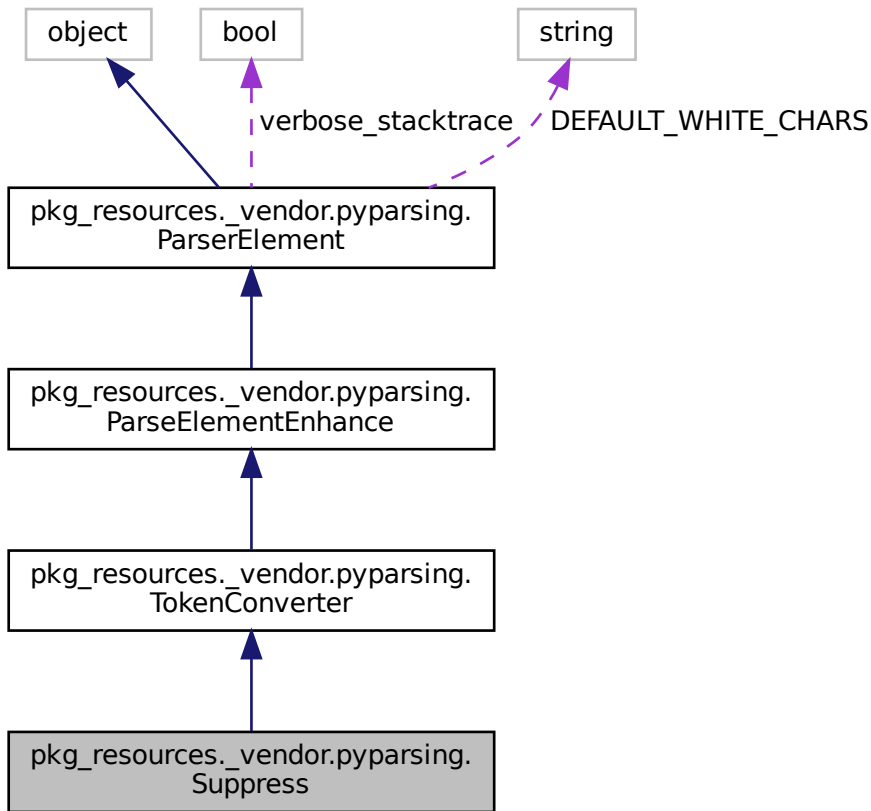 object
bool
string
verbose_stacktrace
DEFAULT_WHITE_CHARS
pkg_resources._vendor.pyparsing.
ParserElement
pkg_resources._vendor.pyparsing.
ParseElementEnhance
pkg_resources._vendor.pyparsing.
TokenConverter
pkg_resources._vendor.pyparsing.
Suppress